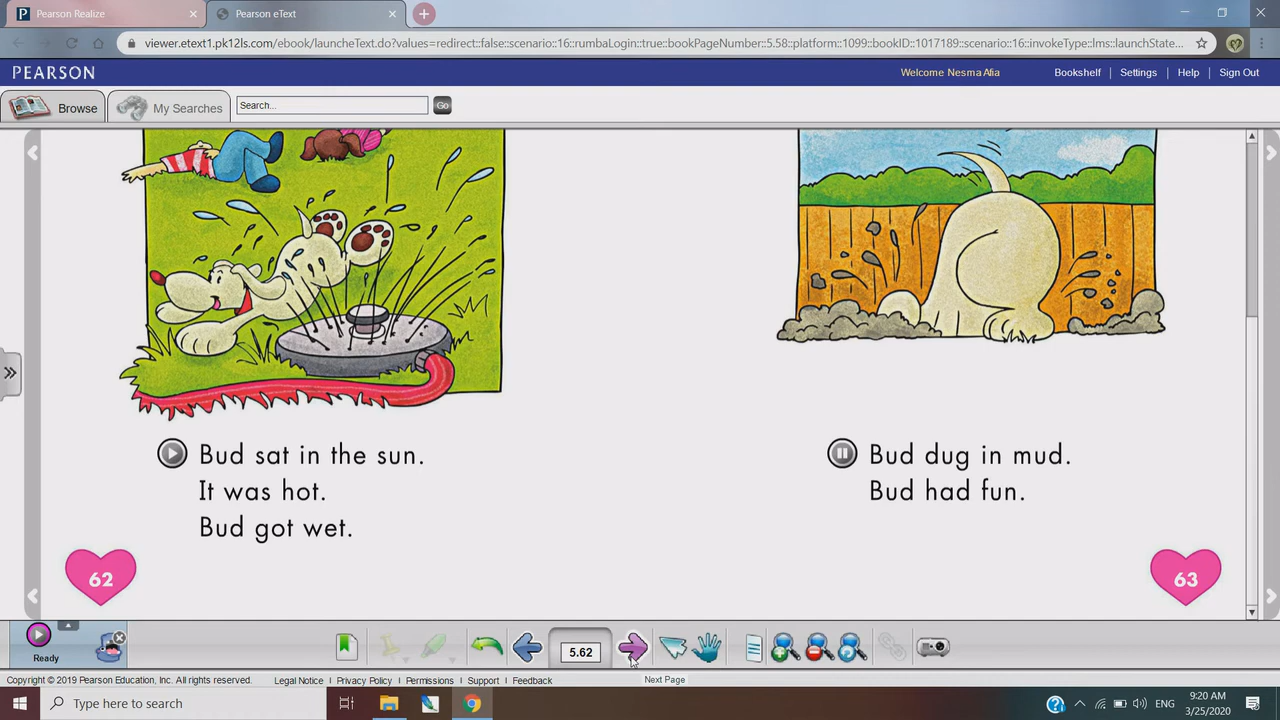 Pearson Realize
Pearson eText
viewer.etext1.pk12ls.com/ebook/launcheText.do?values=redirect::false::scenario::16::rumbaLogin::true::bookPageNumber::5.58::platform::1099::bookID::1017189::scenario::16::invokeType::lms::launchState...
PEARSON
Welcome Nesma Afia
Bookshelf
Settings
Help
Sign Out
Browse
My Searches
Search...
Go
Bud sat in the sun.
It was hot.
Bud got wet.
62
Bud dug in mud.
Bud had fun.
63
Ready
5.62
Next Page
Copyright © 2019 Pearson Education, Inc. All rights reserved.
Legal Notice | Privacy Policy | Permissions | Support | Feedback
Type here to search
ENG
9:20 AM
3/25/2020